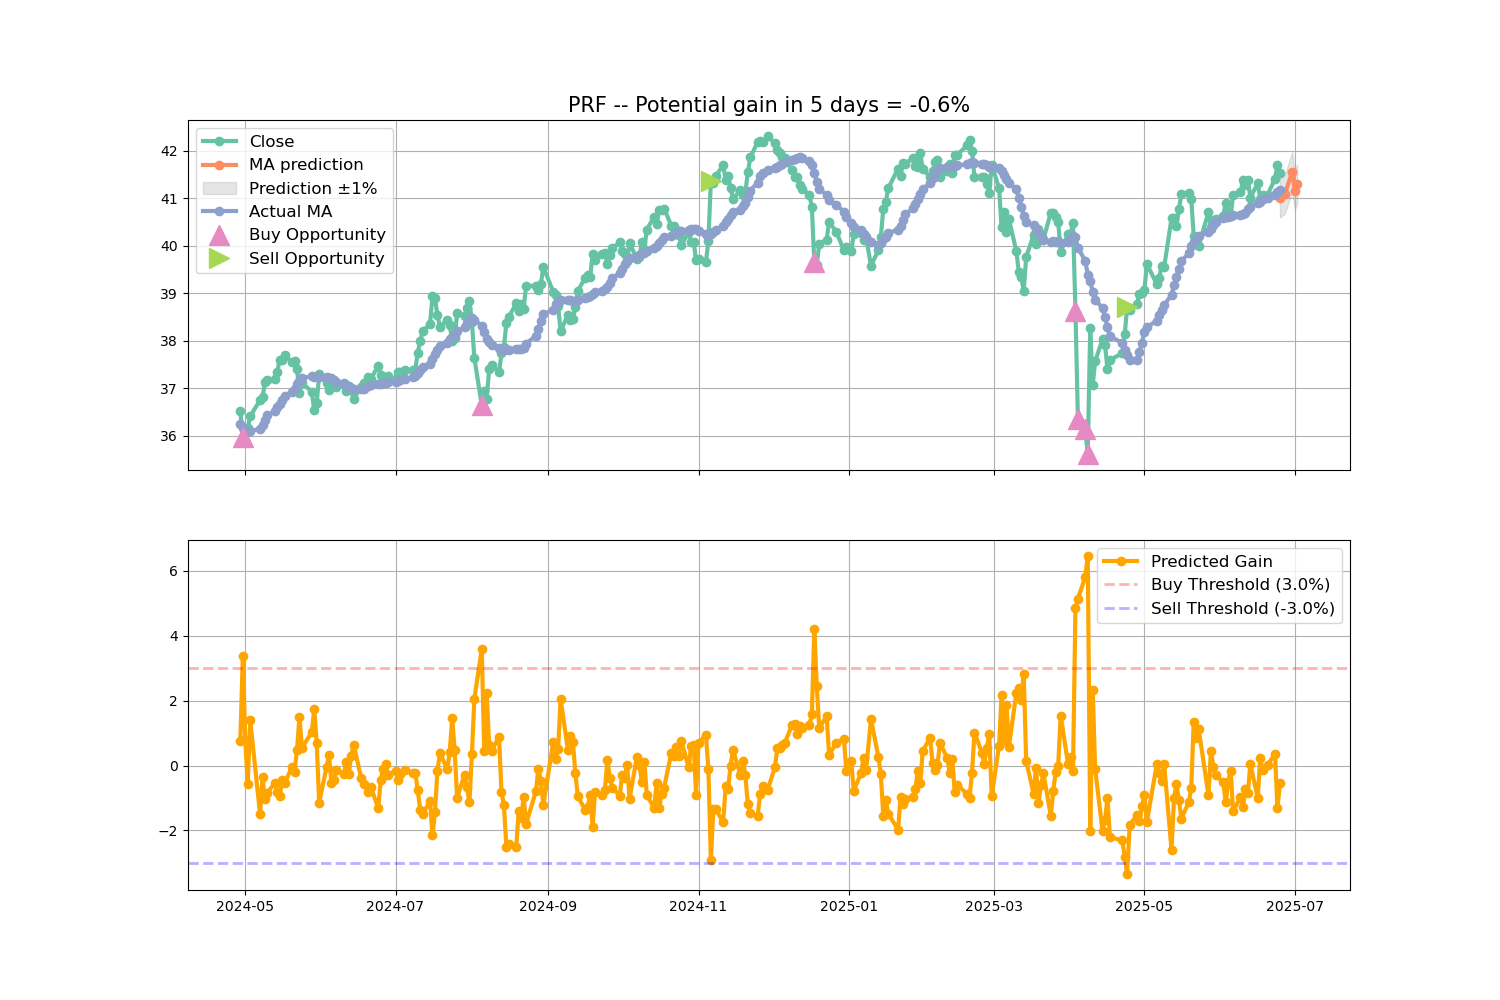 PRF -- Potential gain in 5 days = -0.6%
Close
MA prediction
Prediction ±1%
Actual MA
Buy Opportunity
Sell Opportunity
42
41
40
39
38
37
36
Predicted Gain
Buy Threshold (3.0%)
Sell Threshold (-3.0%)
6
4
2
0
−2
2024-05
2024-07
2024-09
2024-11
2025-01
2025-03
2025-05
2025-07